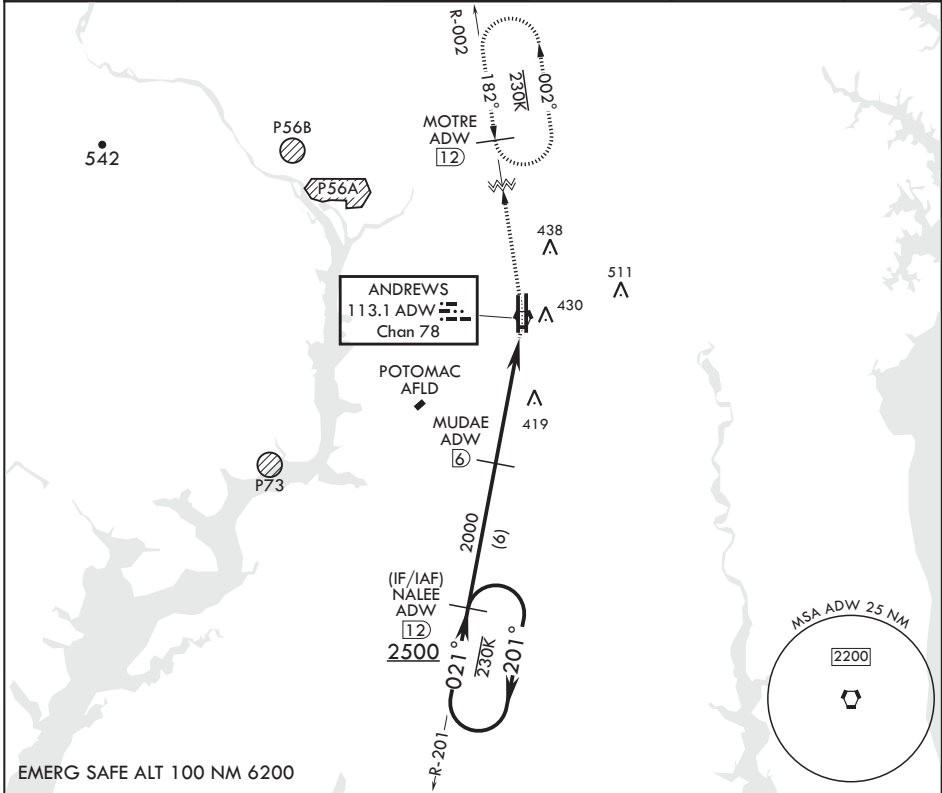 R-002
182°
230K
002°
MOTRE
ADW
12
P56B
542
P56A
438
511
430
ANDREWS
113.1 ADW
Chan 78
POTOMAC
AFLD
419
MUDAE
ADW
6
P73
2000
(6)
(IF/IAF)
NALEE
ADW
12
2500
021°
230K
201°
R-201
MSA ADW 25 NM
2200
EMERG SAFE ALT 100 NM 6200